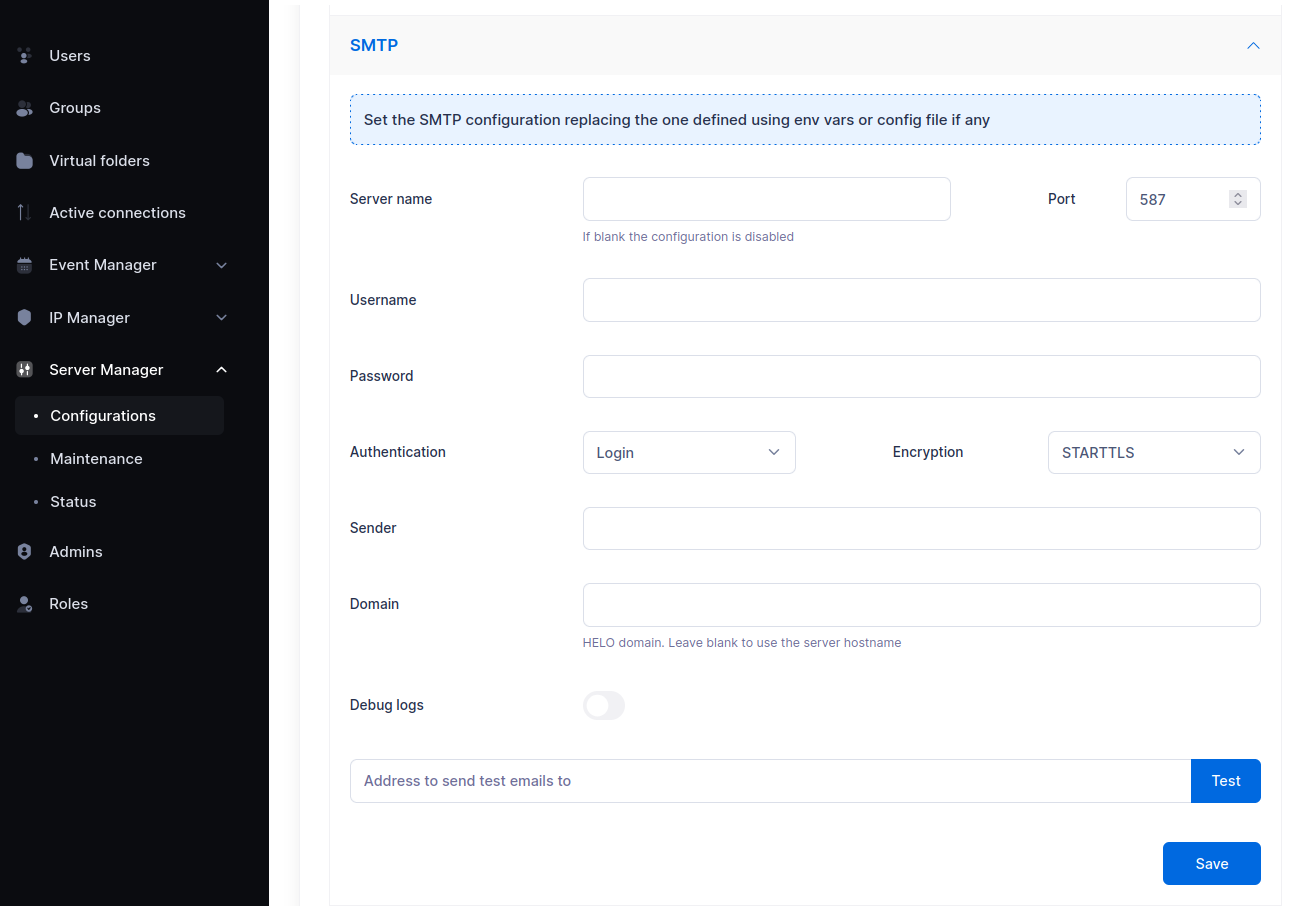 Users
Groups
Virtual folders
Active connections
Event Manager
IP Manager
Server Manager
Configurations
Maintenance
Status
Admins
Roles
SMTP
Set the SMTP configuration replacing the one defined using env vars or config file if any
Server name
Port
587
If blank the configuration is disabled
Username
Password
Authentication
Login
Encryption
STARTTLS
Sender
Domain
HELO domain. Leave blank to use the server hostname
Debug logs
Address to send test emails to
Test
Save